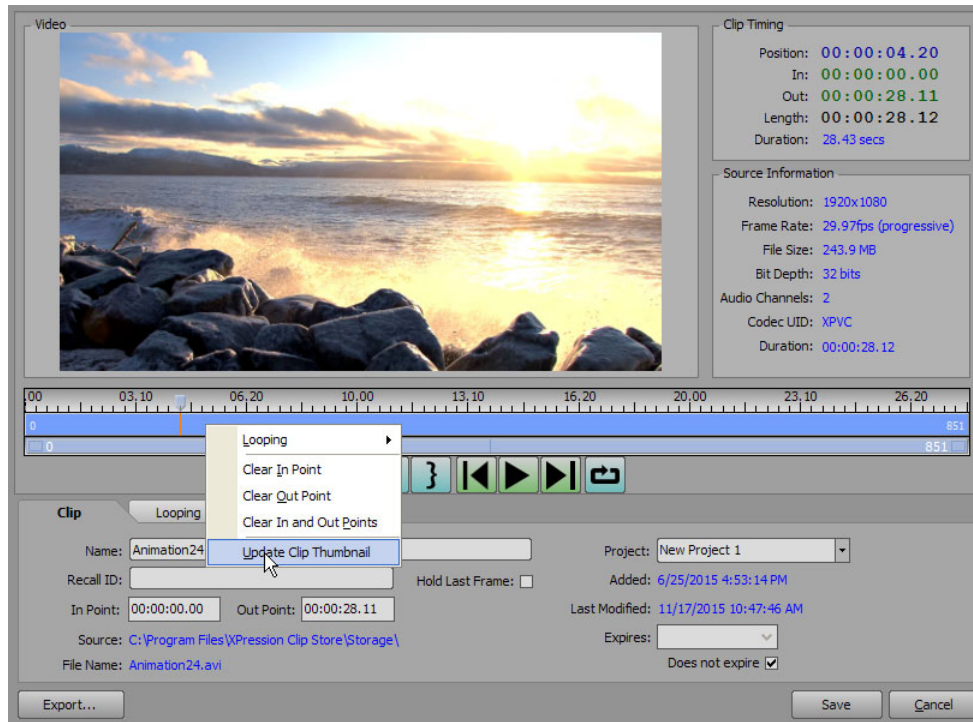 Video
Clip Timing
Position: 00:00:04.20
In: 00:00:00.00
Out: 00:00:28.11
Length: 00:00:28.12
Duration: 28.43 secs
Source Information
Resolution: 1920x1080
Frame Rate: 29.97fps (progressive)
File Size: 243.9 MB
Bit Depth: 32 bits
Audio Channels: 2
Codec UID: XPVC
Duration: 00:00:28.12
.00 03.10 06.20 10.00 13.10 16.20 20.00 23.10 26.20
0 851
0 851
Looping
Clear In Point
Clear Out Point
Clear In and Out Points
Update Clip Thumbnail
Clip Looping
Name: Animation24
Project: New Project 1
Recall ID:
Hold Last Frame:
Added: 6/25/2015 4:53:14 PM
In Point: 00:00:00.00 Out Point: 00:00:28.11
Last Modified: 11/17/2015 10:47:46 AM
Source: C:\Program Files\XPression Clip Store\Storage\
Expires:
File Name: Animation24.avi
Does not expire
Export...
Save
Cancel